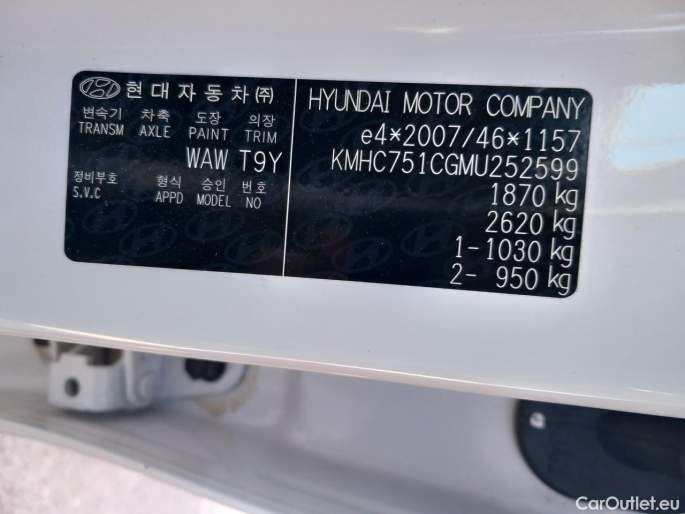 현대자동차㈜
변속기 차축 도장 의장
TRANSM AXLE PAINT TRIM
WAW T9Y
정비부호 형식 승인 번호
S.V.C APPD MODEL NO
HYUNDAI MOTOR COMPANY
e4*2007/46*1157
KMHC751CGMU252599
1870 kg
2620 kg
1-1030 kg
2- 950 kg
CarOutlet.eu